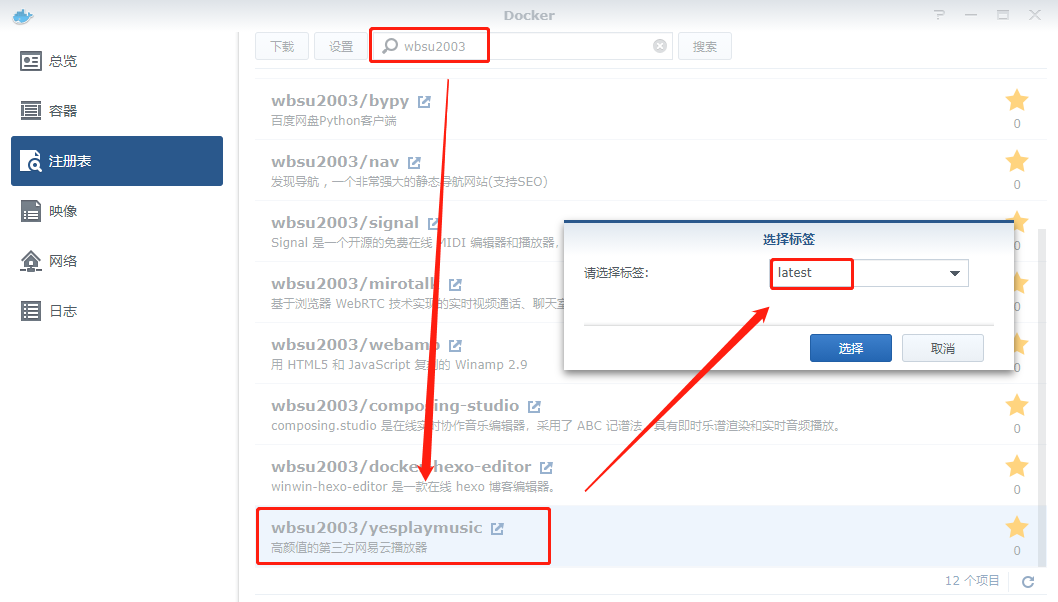 Docker
总览
容器
注册表
映像
网络
日志
下载
设置
wbsu2003
搜索
wbsu2003/bypy
百度网盘Python客户端
0
wbsu2003/nav
发现导航，一个非常强大的静态导航网站(支持SEO)
0
wbsu2003/signal
Signal 是一个开源的免费在线 MIDI 编辑器和播放器，
0
wbsu2003/mirotalk
基于浏览器 WebRTC 技术实现的实时视频通话、聊天室
0
wbsu2003/webamp
用 HTML5 和 JavaScript 复刻的 Winamp 2.9
0
wbsu2003/composing-studio
composing.studio 是在线实时协作音乐编辑器，采用了 ABC 记谱法，具有即时乐谱渲染和实时音频播放。
0
wbsu2003/docker-hexo-editor
winwin-hexo-editor 是一款在线 hexo 博客编辑器。
0
wbsu2003/yesplaymusic
高颜值的第三方网易云播放器
0
12 个项目
选择标签
请选择标签:
latest
选择
取消